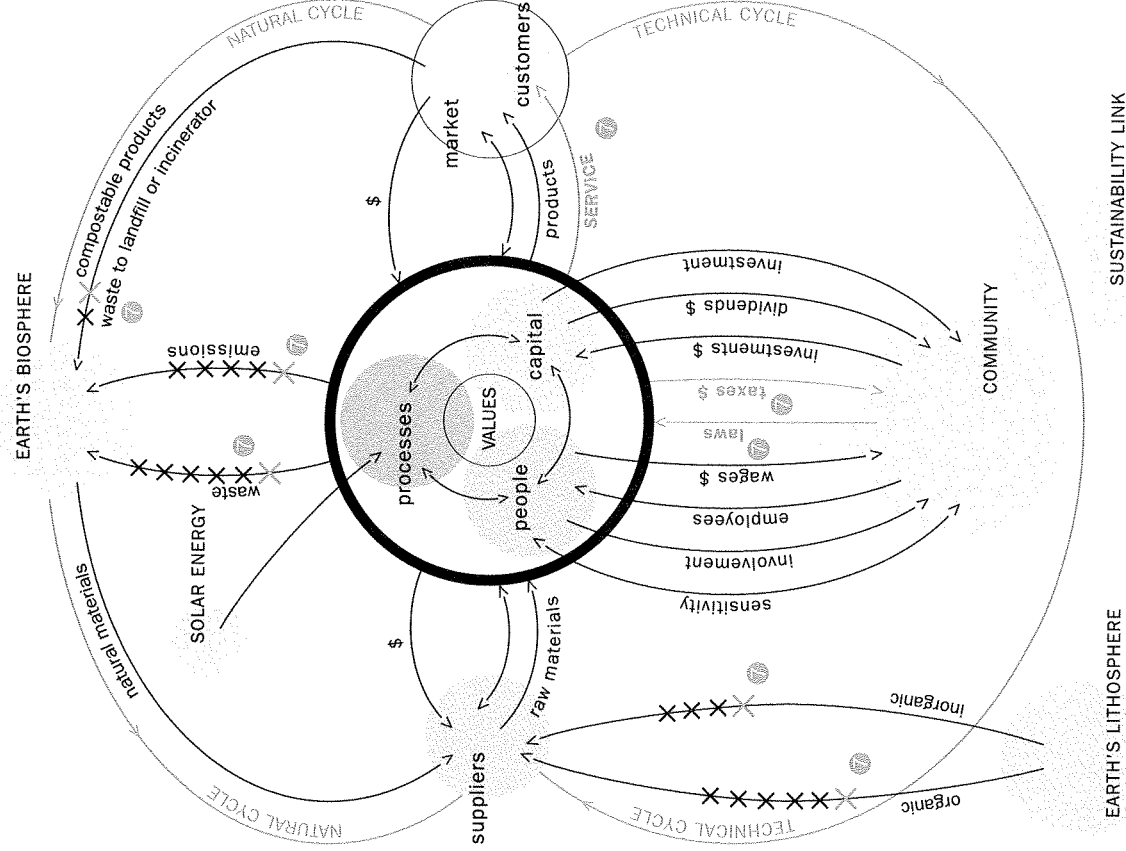 NATURAL CYCLE
TECHNICAL CYCLE
customers
market
compostable products
waste to landfill or incinerator
$
products
SERVICE
SUSTAINABILITY LINK
EARTH'S BIOSPHERE
emissions
waste
investment
dividends $
investments $
taxes $
laws
wages $
employees
involvement
sensitivity
COMMUNITY
capital
VALUES
processes
people
SOLAR ENERGY
natural materials
$
raw materials
suppliers
inorganic
organic
EARTH'S LITHOSPHERE
NATURAL CYCLE
TECHNICAL CYCLE